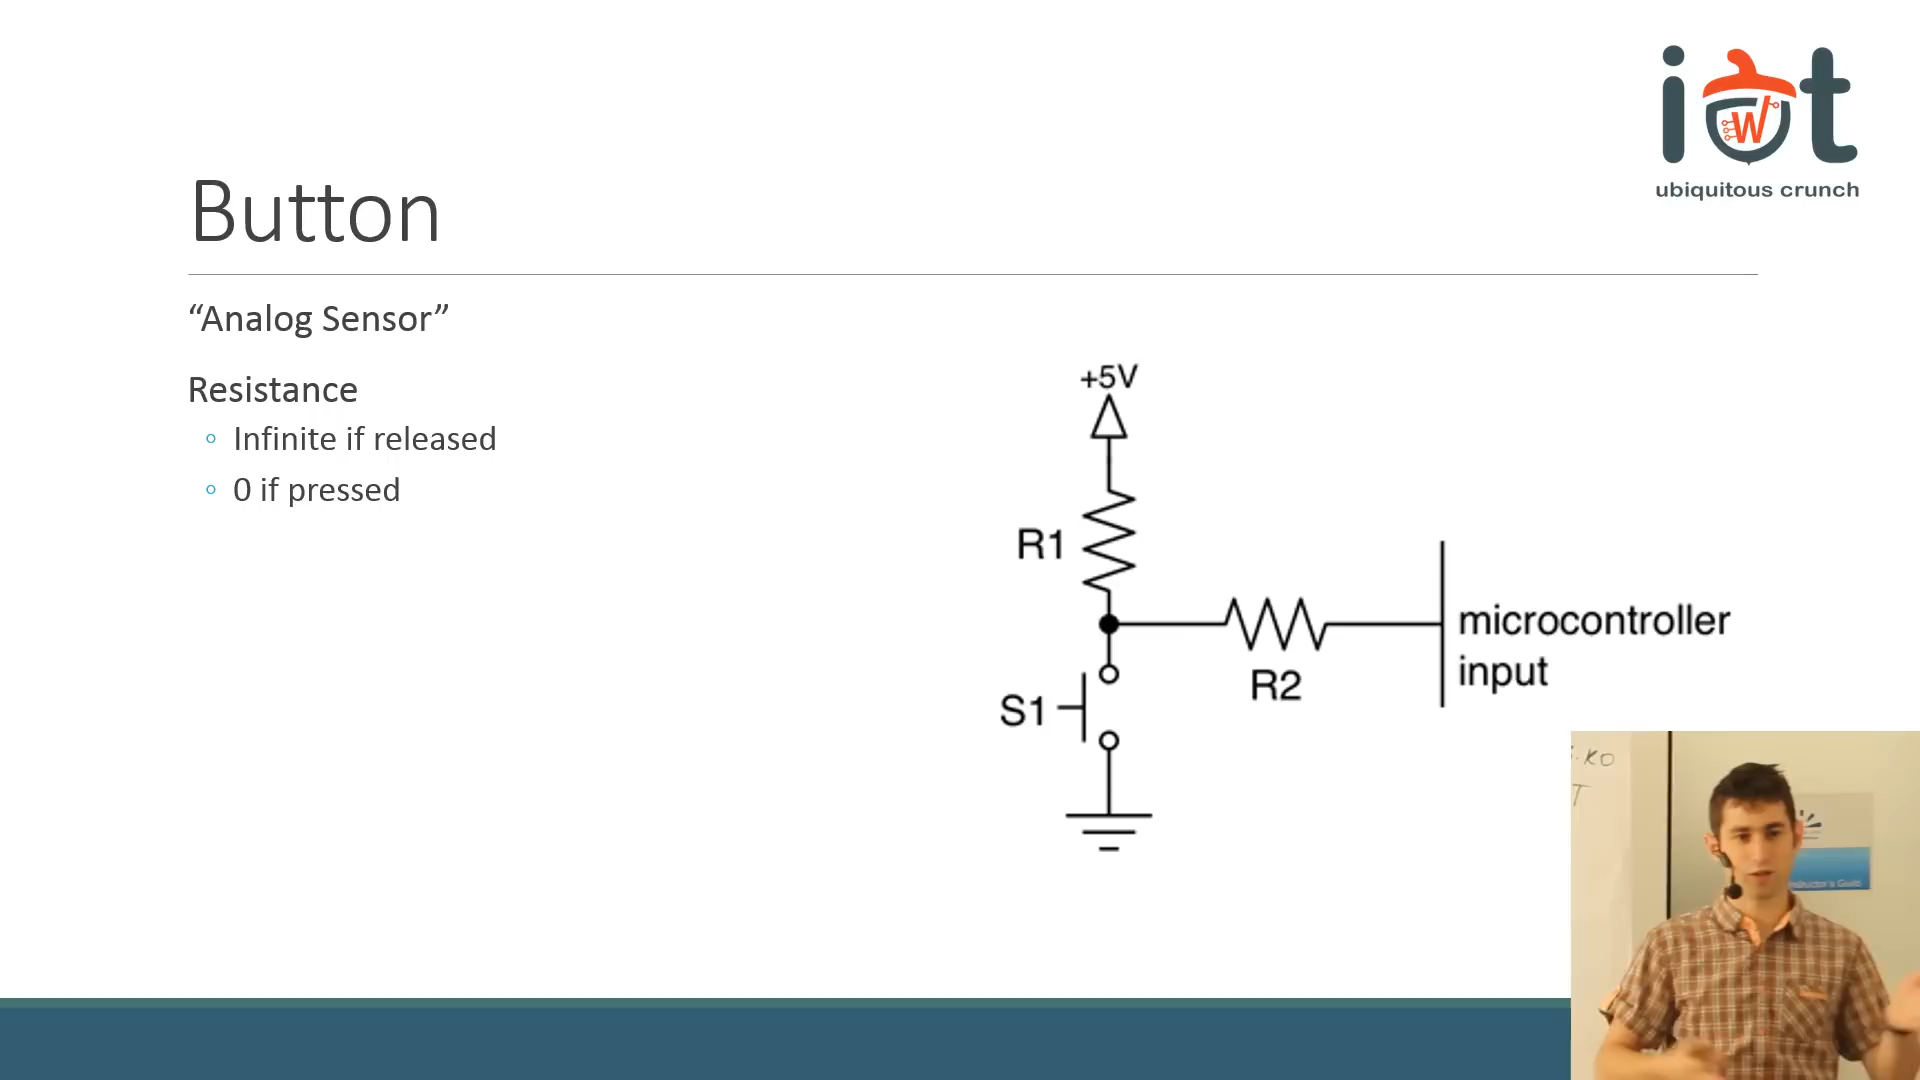 iot
W
ubiquitous crunch
Button
“Analog Sensor”
Resistance
Infinite if released
0 if pressed
+5V
R1
R2
microcontroller
input
S1